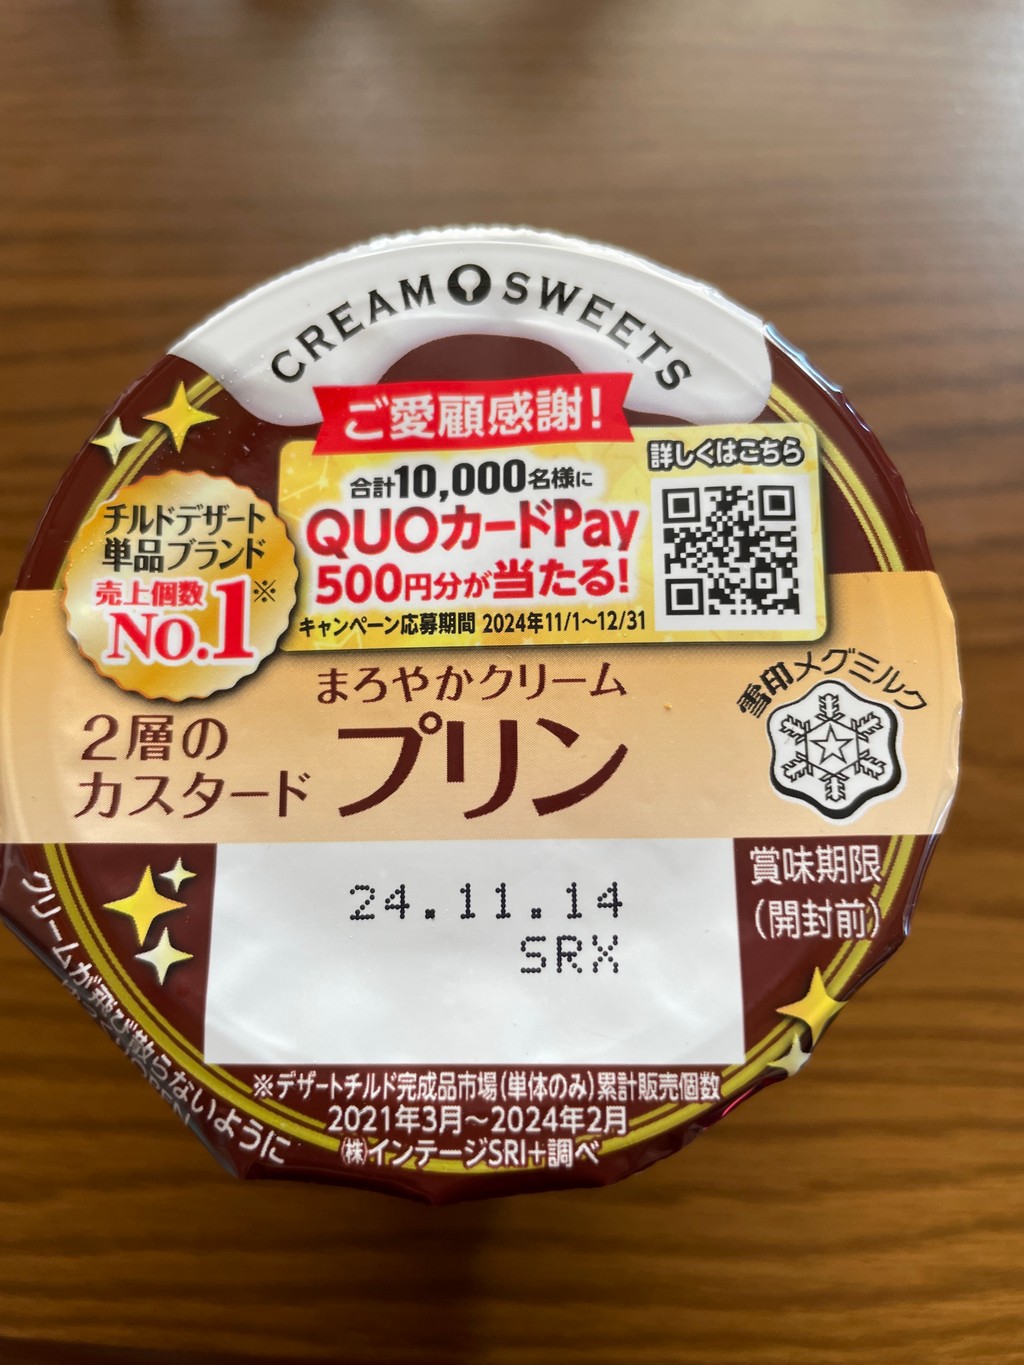 CREAM SWEETS
ご愛顧感謝!
合計10,000名様に
QUOカードPay
500円分が当たる!
キャンペーン応募期間 2024年11/1~12/31
詳しくはこちら
チルドデザート
単品ブランド
売上個数※
No.1
まろやかクリーム
2層の
カスタード
プリン
雪印メグミルク
賞味期限
(開封前)
24.11.14
SRX
クリームが飛び散らないように
※デザートチルド完成品市場(単体のみ)累計販売個数
2021年3月~2024年2月
㈱インテージSRI+調べ